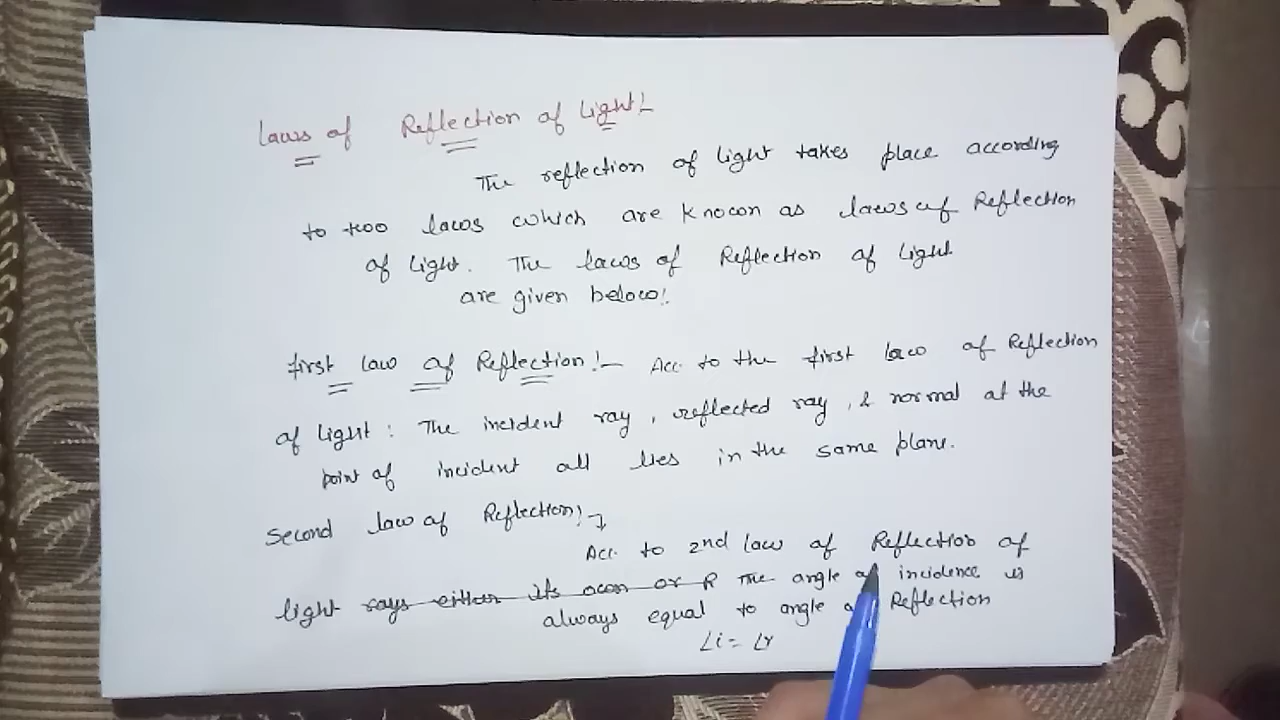 Laws of Reflection of Light!
The reflection of light takes place according
to two laws which are known as laws of Reflection
of light. The laws of Reflection of Light
are given below!
first law of Reflection!— Acc. to the first law of Reflection
of light: The incident ray, reflected ray, & normal at the
point of incident all lies in the same plane.
Second law of Reflection!→
Acc. to 2nd law of Reflection of
light says either its own or R The angle of incidence is
always equal to angle Reflection
∠i = ∠r